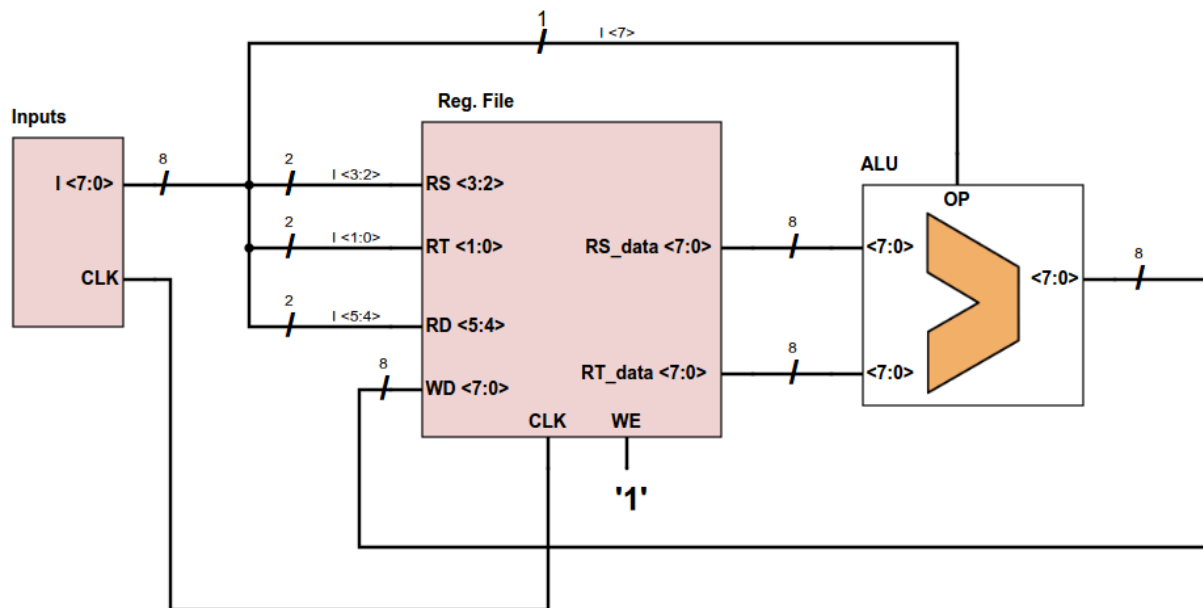 1
I <7>
Reg. File
Inputs
8
2
I <3:2>
I <7:0>
RS <3:2>
ALU
OP
2
I <1:0>
RT <1:0>
RS_data <7:0>
8
<7:0>
CLK
<7:0>
8
2
I <5:4>
RD <5:4>
8
WD <7:0>
RT_data <7:0>
8
<7:0>
CLK
WE
'1'